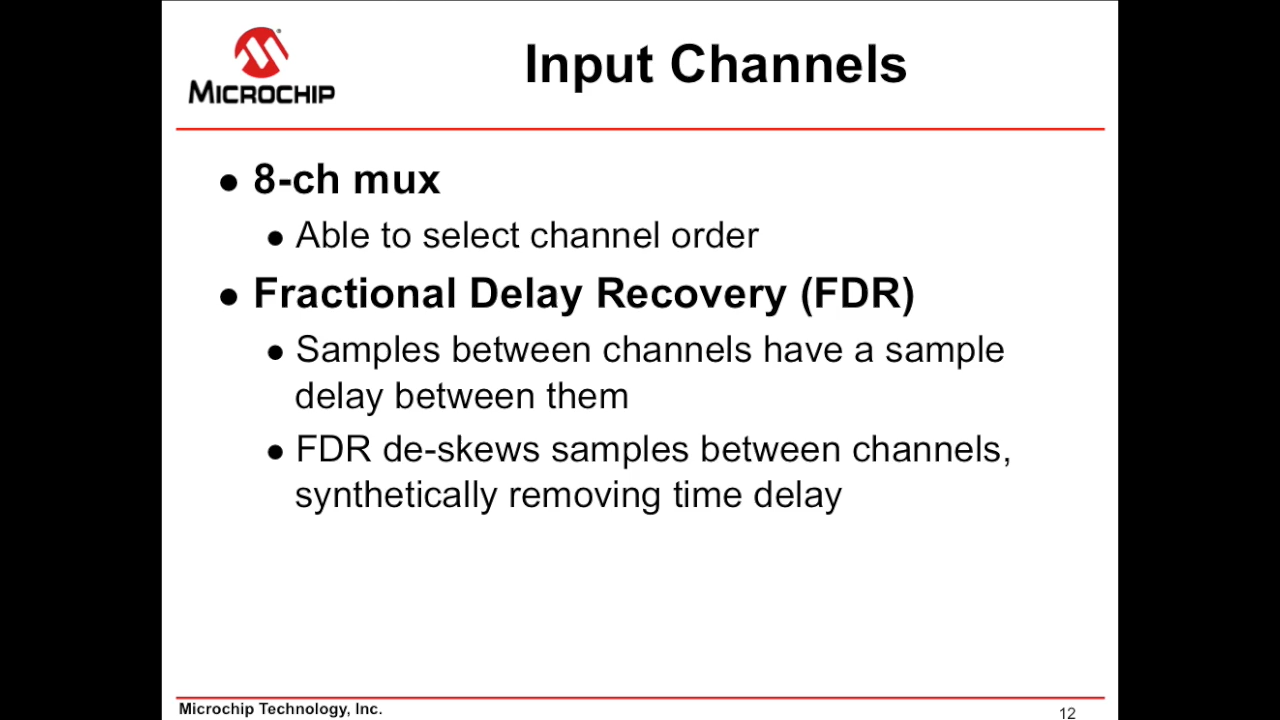 MICROCHIP
Input Channels
● 8-ch mux
● Able to select channel order
● Fractional Delay Recovery (FDR)
● Samples between channels have a sample
delay between them
● FDR de-skews samples between channels,
synthetically removing time delay
Microchip Technology, Inc.
12